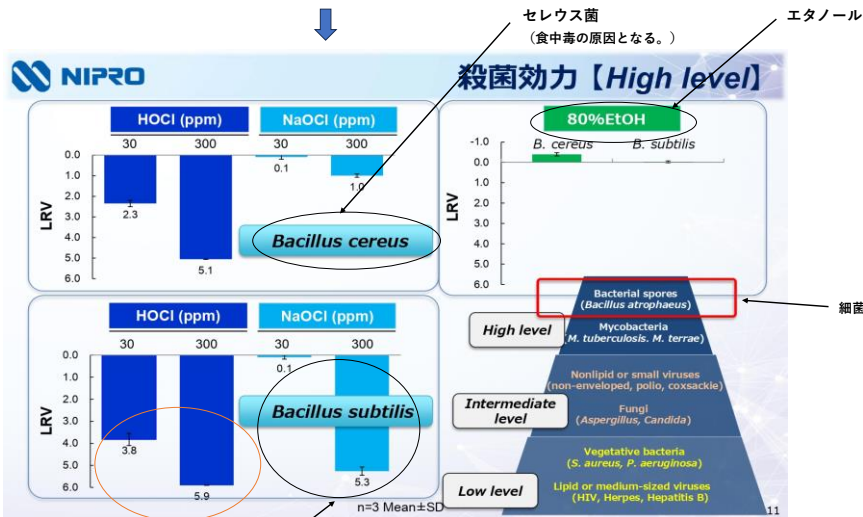 セレウス菌
（食中毒の原因となる。）
エタノール
NIPRO
殺菌効力【High level】
HOCl (ppm)
NaOCl (ppm)
30
300
30
300
0.0
1.0
2.0
3.0
4.0
5.0
6.0
LRV
2.3
5.1
0.1
1.0
Bacillus cereus
80%EtOH
B. cereus
B. subtilis
-1.0
0.0
1.0
2.0
3.0
4.0
5.0
6.0
LRV
HOCl (ppm)
NaOCl (ppm)
30
300
30
300
0.0
1.0
2.0
3.0
4.0
5.0
6.0
LRV
3.8
5.9
0.1
5.3
Bacillus subtilis
n=3 Mean±SD
Bacterial spores
(Bacillus atrophaeus)
細菌
High level
Mycobacteria
(M. tuberculosis. M. terrae)
Nonlipid or small viruses
(non-enveloped, polio, coxsackle)
Intermediate
level
Fungi
(Aspergillus, Candida)
Vegetative bacteria
(S. aureus, P. aeruginosa)
Low level
Lipid or medium-sized viruses
(HIV, Herpes, Hepatitis B)
11